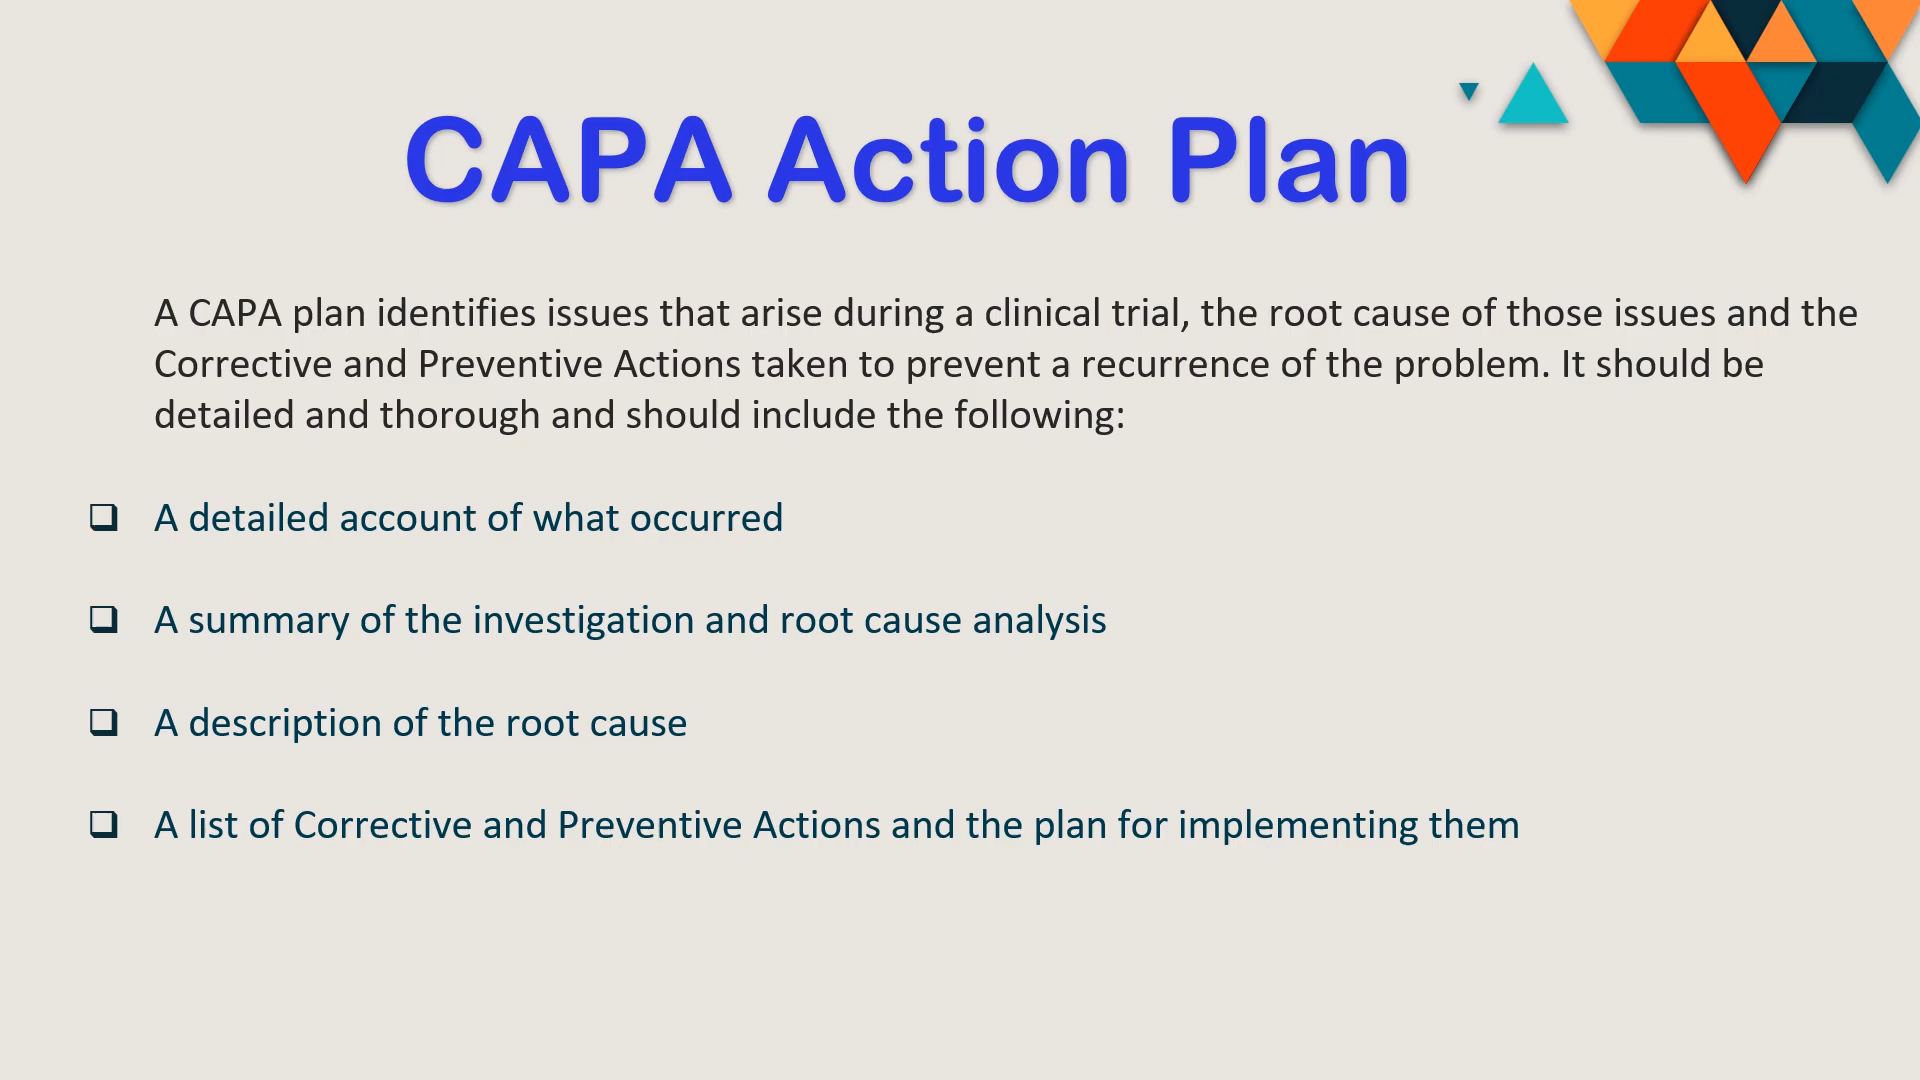 CAPA Action Plan
A CAPA plan identifies issues that arise during a clinical trial, the root cause of those issues and the
Corrective and Preventive Actions taken to prevent a recurrence of the problem. It should be
detailed and thorough and should include the following:
❑ A detailed account of what occurred
❑ A summary of the investigation and root cause analysis
❑ A description of the root cause
❑ A list of Corrective and Preventive Actions and the plan for implementing them